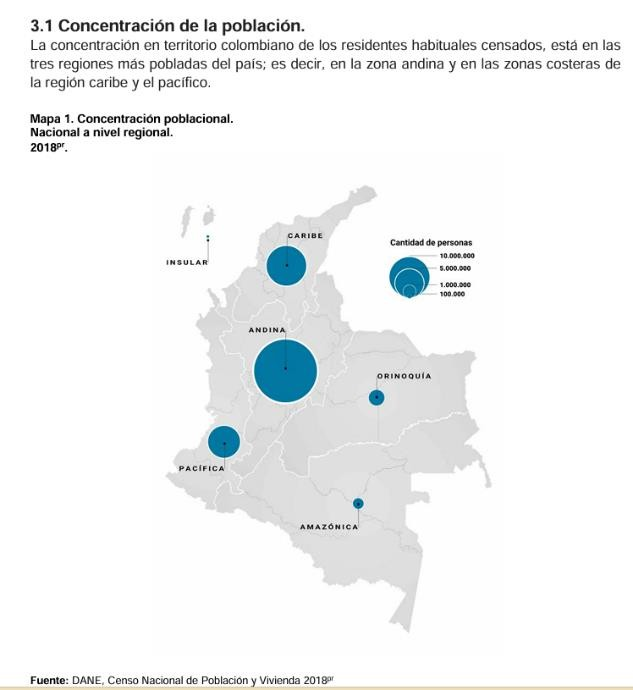 3.1 Concentración de la población.
La concentración en territorio colombiano de los residentes habituales censados, está en las
tres regiones más pobladas del país; es decir, en la zona andina y en las zonas costeras de
la región caribe y el pacífico.
Mapa 1. Concentración poblacional.
Nacional a nivel regional.
2018pr.
CARIBE
INSULAR
Cantidad de personas
10.000.000
5.000.000
1.000.000
100.000
ANDINA
ORINOQUÍA
PACÍFICA
AMAZÓNICA
Fuente: DANE, Censo Nacional de Población y Vivienda 2018pr